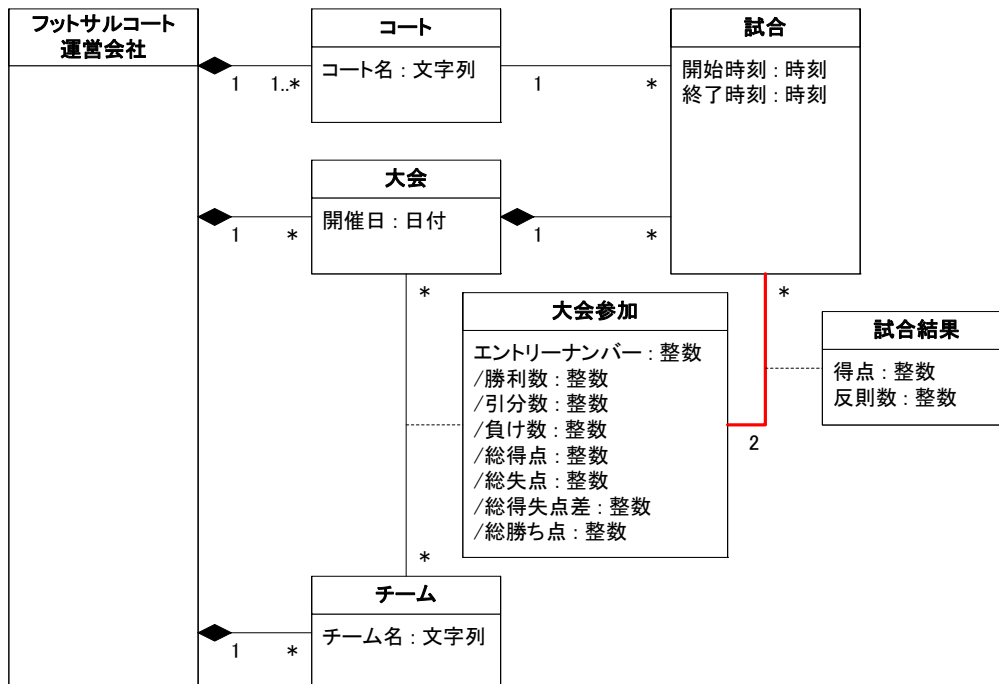 フットサルコート
運営会社
コート
コート名 : 文字列
試合
開始時刻 : 時刻
終了時刻 : 時刻
1
1..*
1
*
大会
開催日 : 日付
1
*
1
*
*
*
大会参加
エントリーナンバー : 整数
/勝利数 : 整数
/引分数 : 整数
/負け数 : 整数
/総得点 : 整数
/総失点 : 整数
/総得失点差 : 整数
/総勝ち点 : 整数
2
試合結果
得点 : 整数
反則数 : 整数
*
チーム
チーム名 : 文字列
1
*